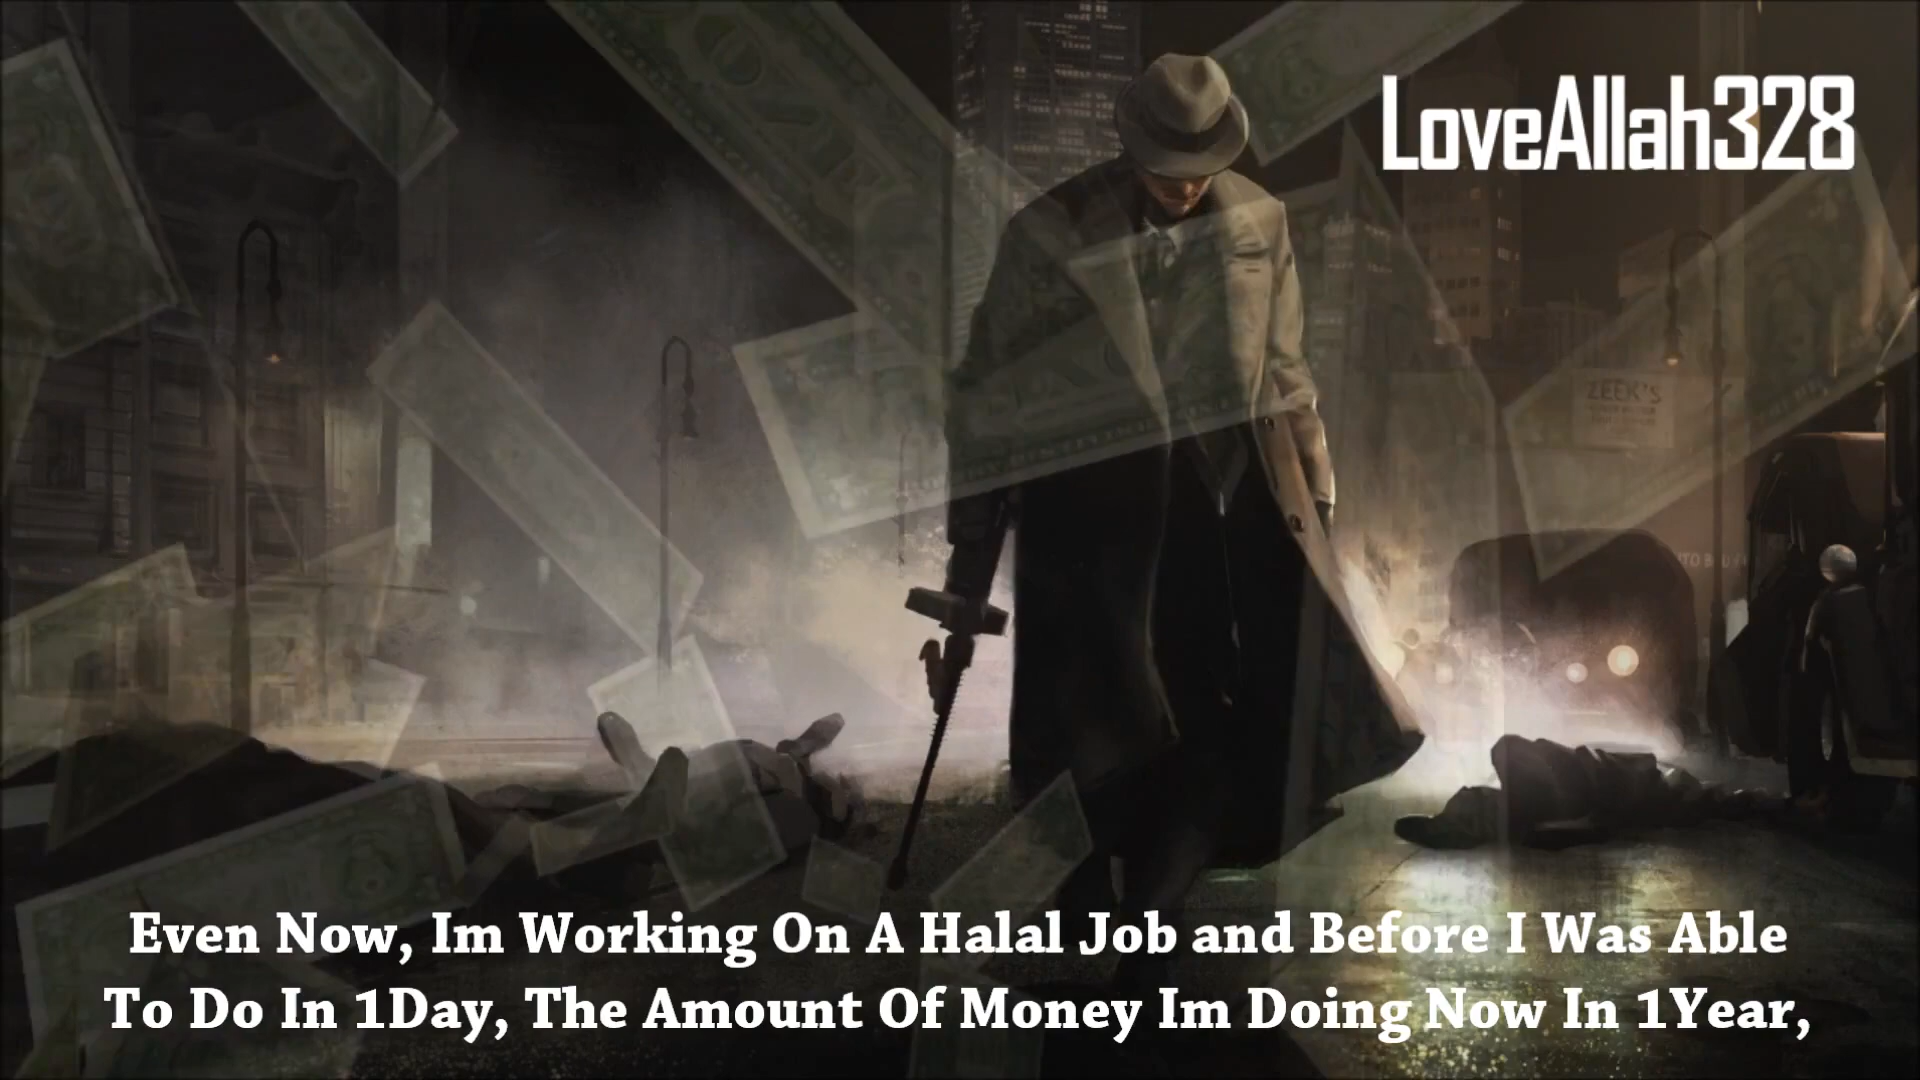 LoveAllah328
ZEEK'S
Even Now, Im Working On A Halal Job and Before I Was Able
To Do In 1Day, The Amount Of Money Im Doing Now In 1Year,